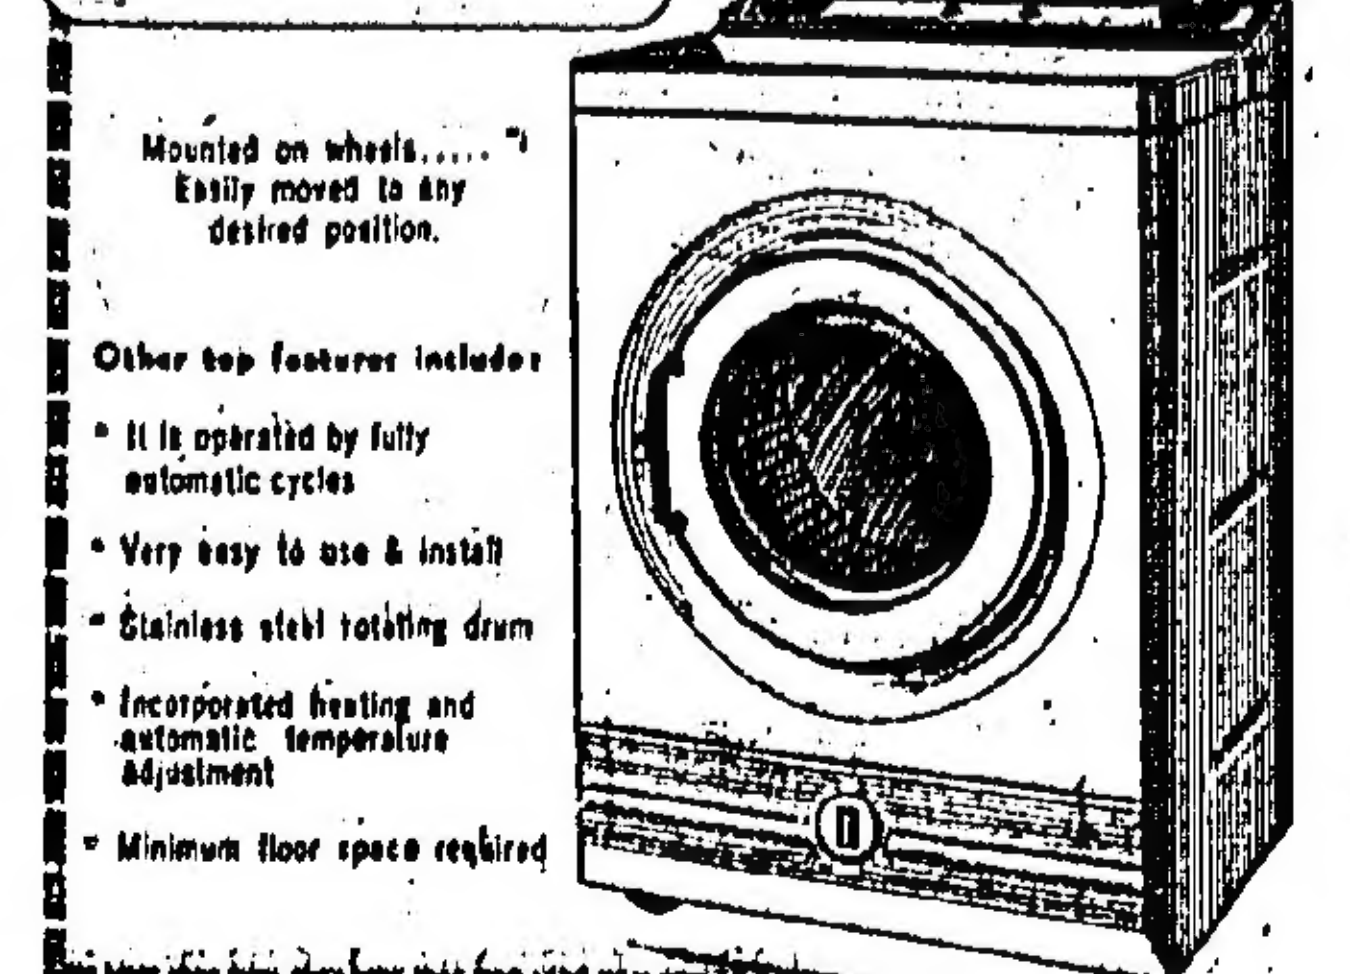 Mounted on wheels.....
Easily moved to any
desired position.
Other top features include
* It is operated by fully
automatic cycles
* Very easy to use & install
* Stainless steel rotating drum
* Incorporated heating and
automatic temperature
adjustment
* Minimum floor space required